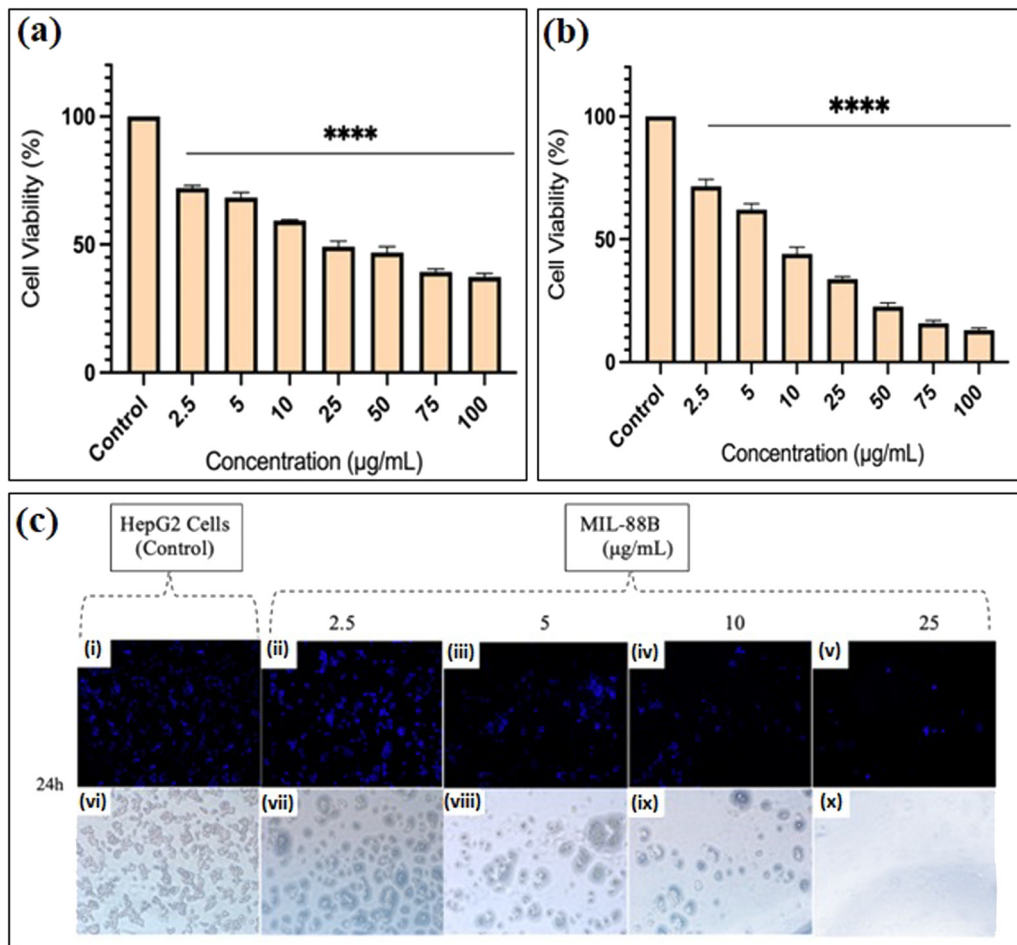 (a)
****
100
50
0
Cell Viability (%)
Control
2.5
5
10
25
50
75
100
Concentration (µg/mL)
(b)
****
100
50
0
Cell Viability (%)
Control
2.5
5
10
25
50
75
100
Concentration (µg/mL)
(c)
HepG2 Cells
(Control)
MIL-88B
(µg/mL)
2.5 5 10 25
(i) (ii) (iii) (iv) (v)
24h
(vi) (vii) (viii) (ix) (x)